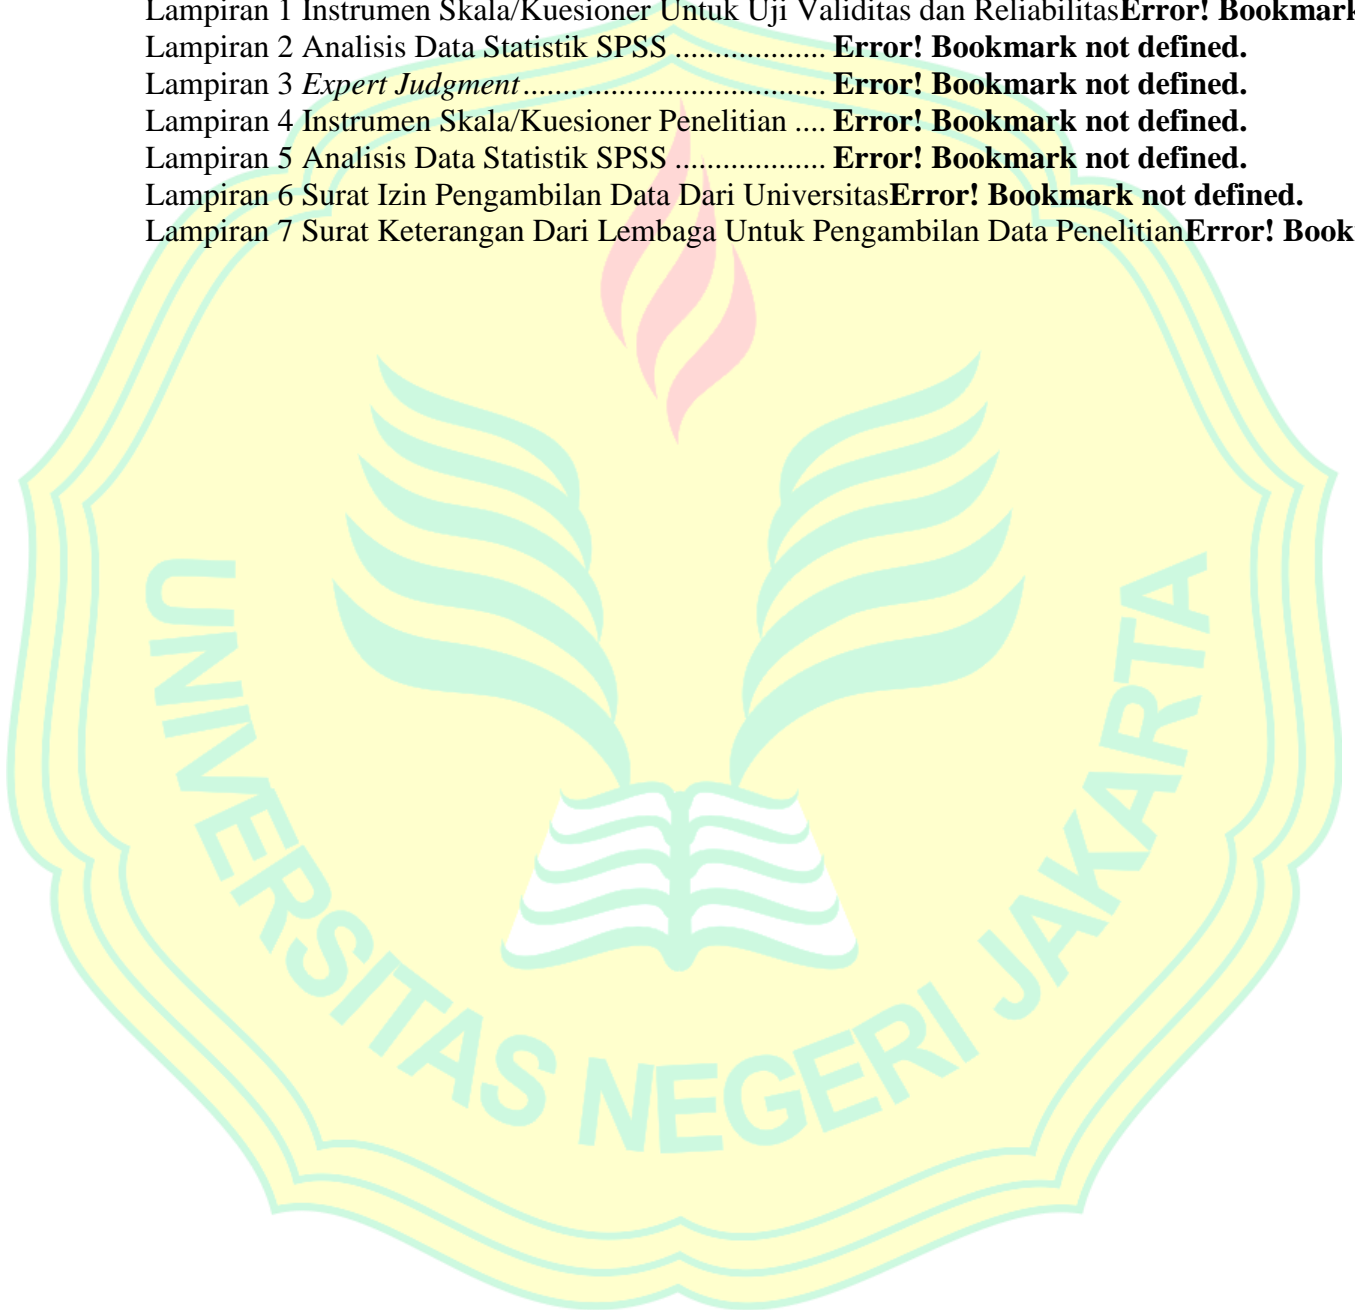 Lampiran 1 Instrumen Skala/Kuesioner Untuk Uji Validitas dan ReliabilitasError! Bookmark
Lampiran 2 Analisis Data Statistik SPSS ................... Error! Bookmark not defined.
Lampiran 3 Expert Judgment...................................... Error! Bookmark not defined.
Lampiran 4 Instrumen Skala/Kuesioner Penelitian .... Error! Bookmark not defined.
Lampiran 5 Analisis Data Statistik SPSS ................... Error! Bookmark not defined.
Lampiran 6 Surat Izin Pengambilan Data Dari UniversitasError! Bookmark not defined.
Lampiran 7 Surat Keterangan Dari Lembaga Untuk Pengambilan Data PenelitianError! Book
UNIVERSITAS NEGERI JAKARTA